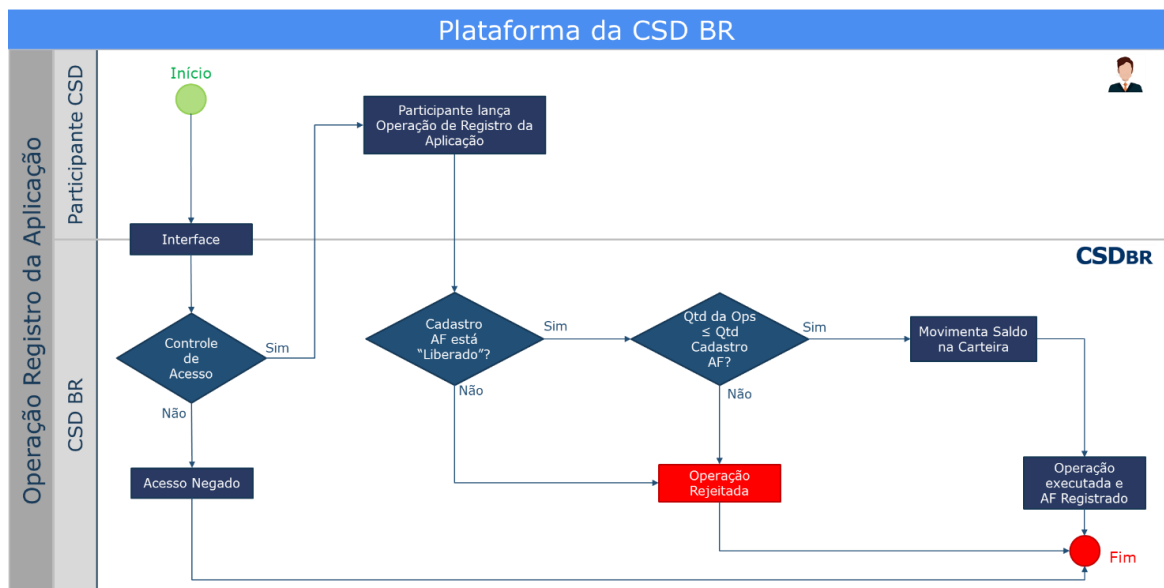 Plataforma da CSD BR
Operação Registro da Aplicação
Participante CSD
Início
Participante lança
Operação de Registro da
Aplicação
Interface
CSD BR
CSDBR
Controle
de
Acesso
Sim
Não
Acesso Negado
Cadastro
AF está
“Liberado”?
Sim
Não
Qtd da Ops
≤ Qtd
Cadastro
AF?
Sim
Não
Movimenta Saldo
na Carteira
Operação
Rejeitada
Operação
executada e
AF Registrado
Fim